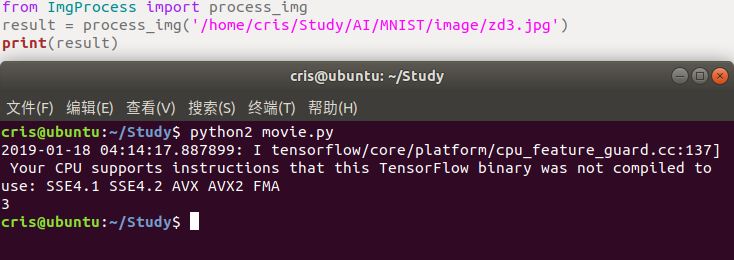 from ImgProcess import process_img
result = process_img('/home/cris/Study/AI/MNIST/image/zd3.jpg')
print(result)
cris@ubuntu: ~/Study
文件(F) 编辑(E) 查看(V) 搜索(S) 终端(T) 帮助(H)
cris@ubuntu:~/Study$ python2 movie.py
2019-01-18 04:14:17.887899: I tensorflow/core/platform/cpu_feature_guard.cc:137]
 Your CPU supports instructions that this TensorFlow binary was not compiled to
use: SSE4.1 SSE4.2 AVX AVX2 FMA
3
cris@ubuntu:~/Study$